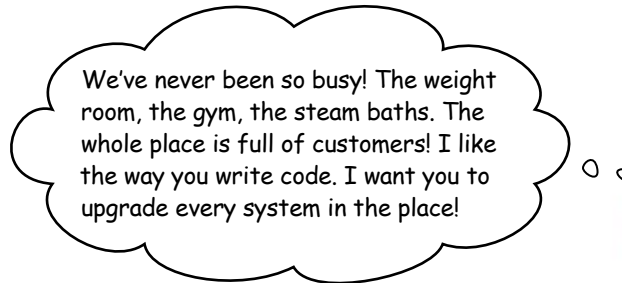 We've never been so busy! The weight
room, the gym, the steam baths. The
whole place is full of customers! I like
the way you write code. I want you to
upgrade every system in the place!